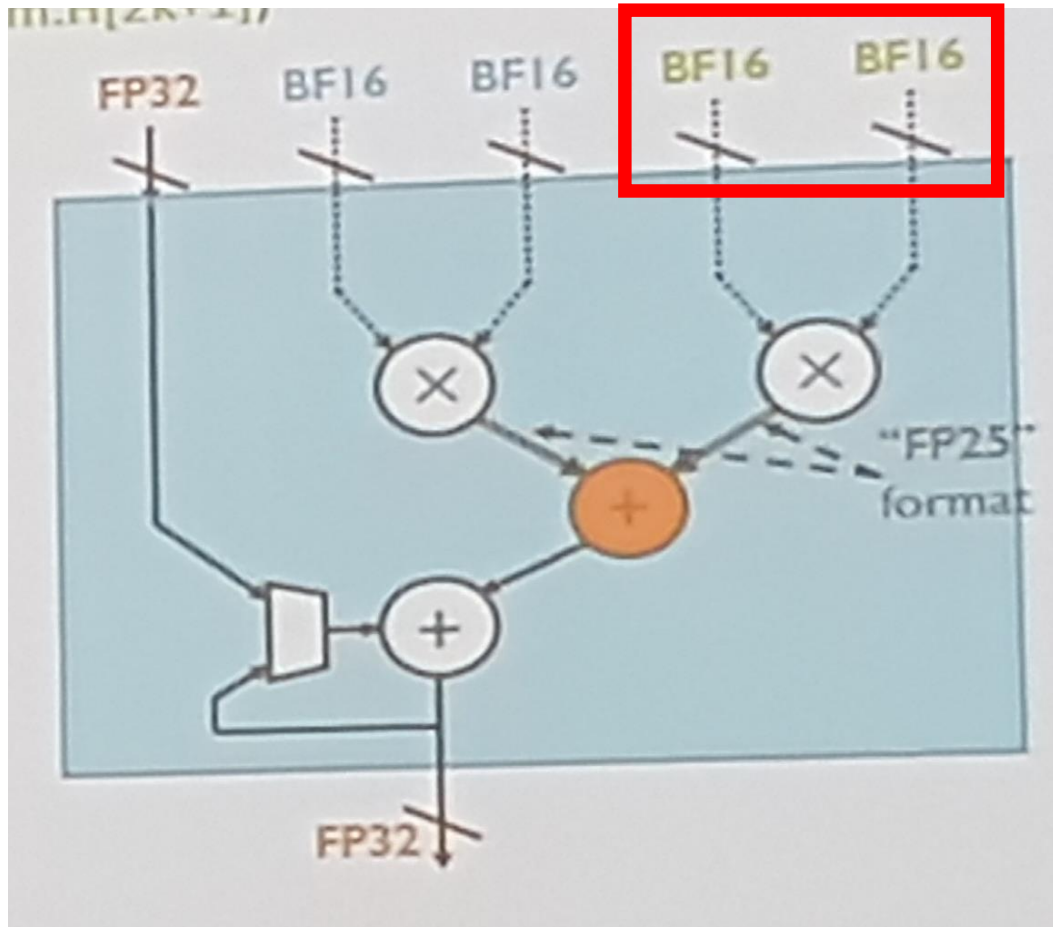 FP32 BF16 BF16 BF16 BF16
× ×
"FP25"
format
+
+
FP32